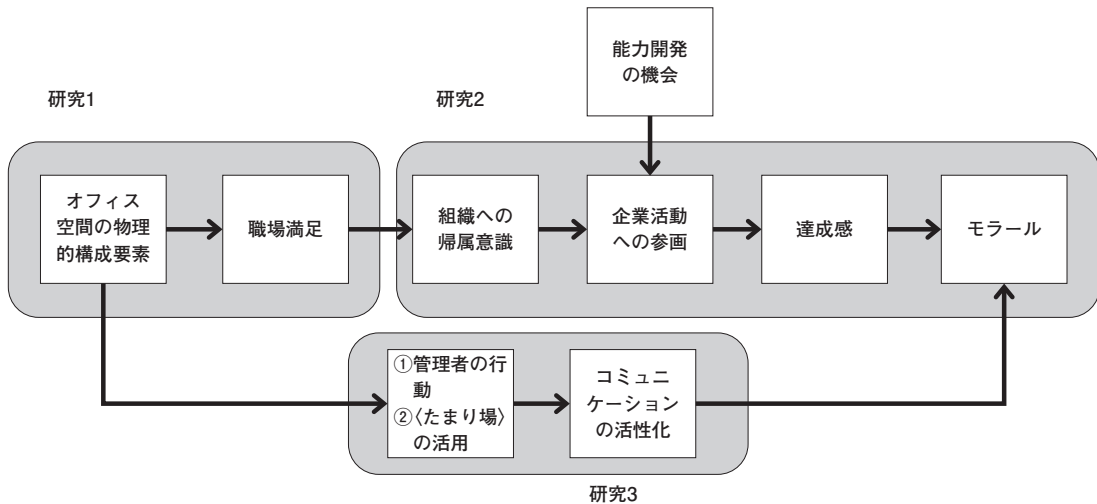 能力開発
の機会
研究1
研究2
オフィス
空間の物理
的構成要素
職場満足
組織への
帰属意識
企業活動
への参画
達成感
モラール
①管理者の行
動
②〈たまり場〉
の活用
コミュニ
ケーション
の活性化
研究3